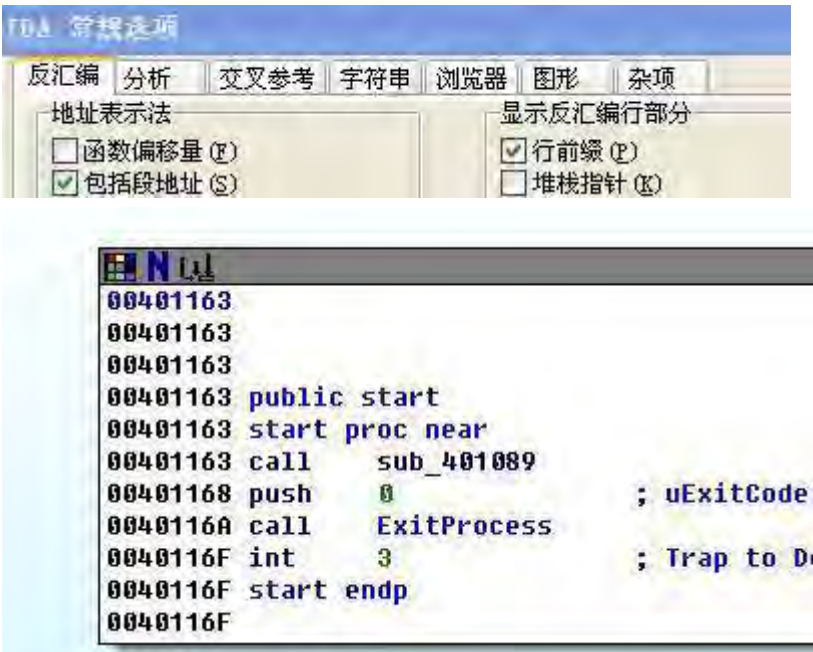 IDA 常规选项
反汇编 分析 交叉参考 字符串 浏览器 图形 杂项
地址表示法 显示反汇编行部分
函数偏移量(F) 行前缀(P)
包括段地址(S) 堆栈指针(K)
00401163
00401163
00401163
00401163 public start
00401163 start proc near
00401163 call sub_401089
00401168 push 0 ; uExitCode
0040116A call ExitProcess
0040116F int 3 ; Trap to De
0040116F start endp
0040116F